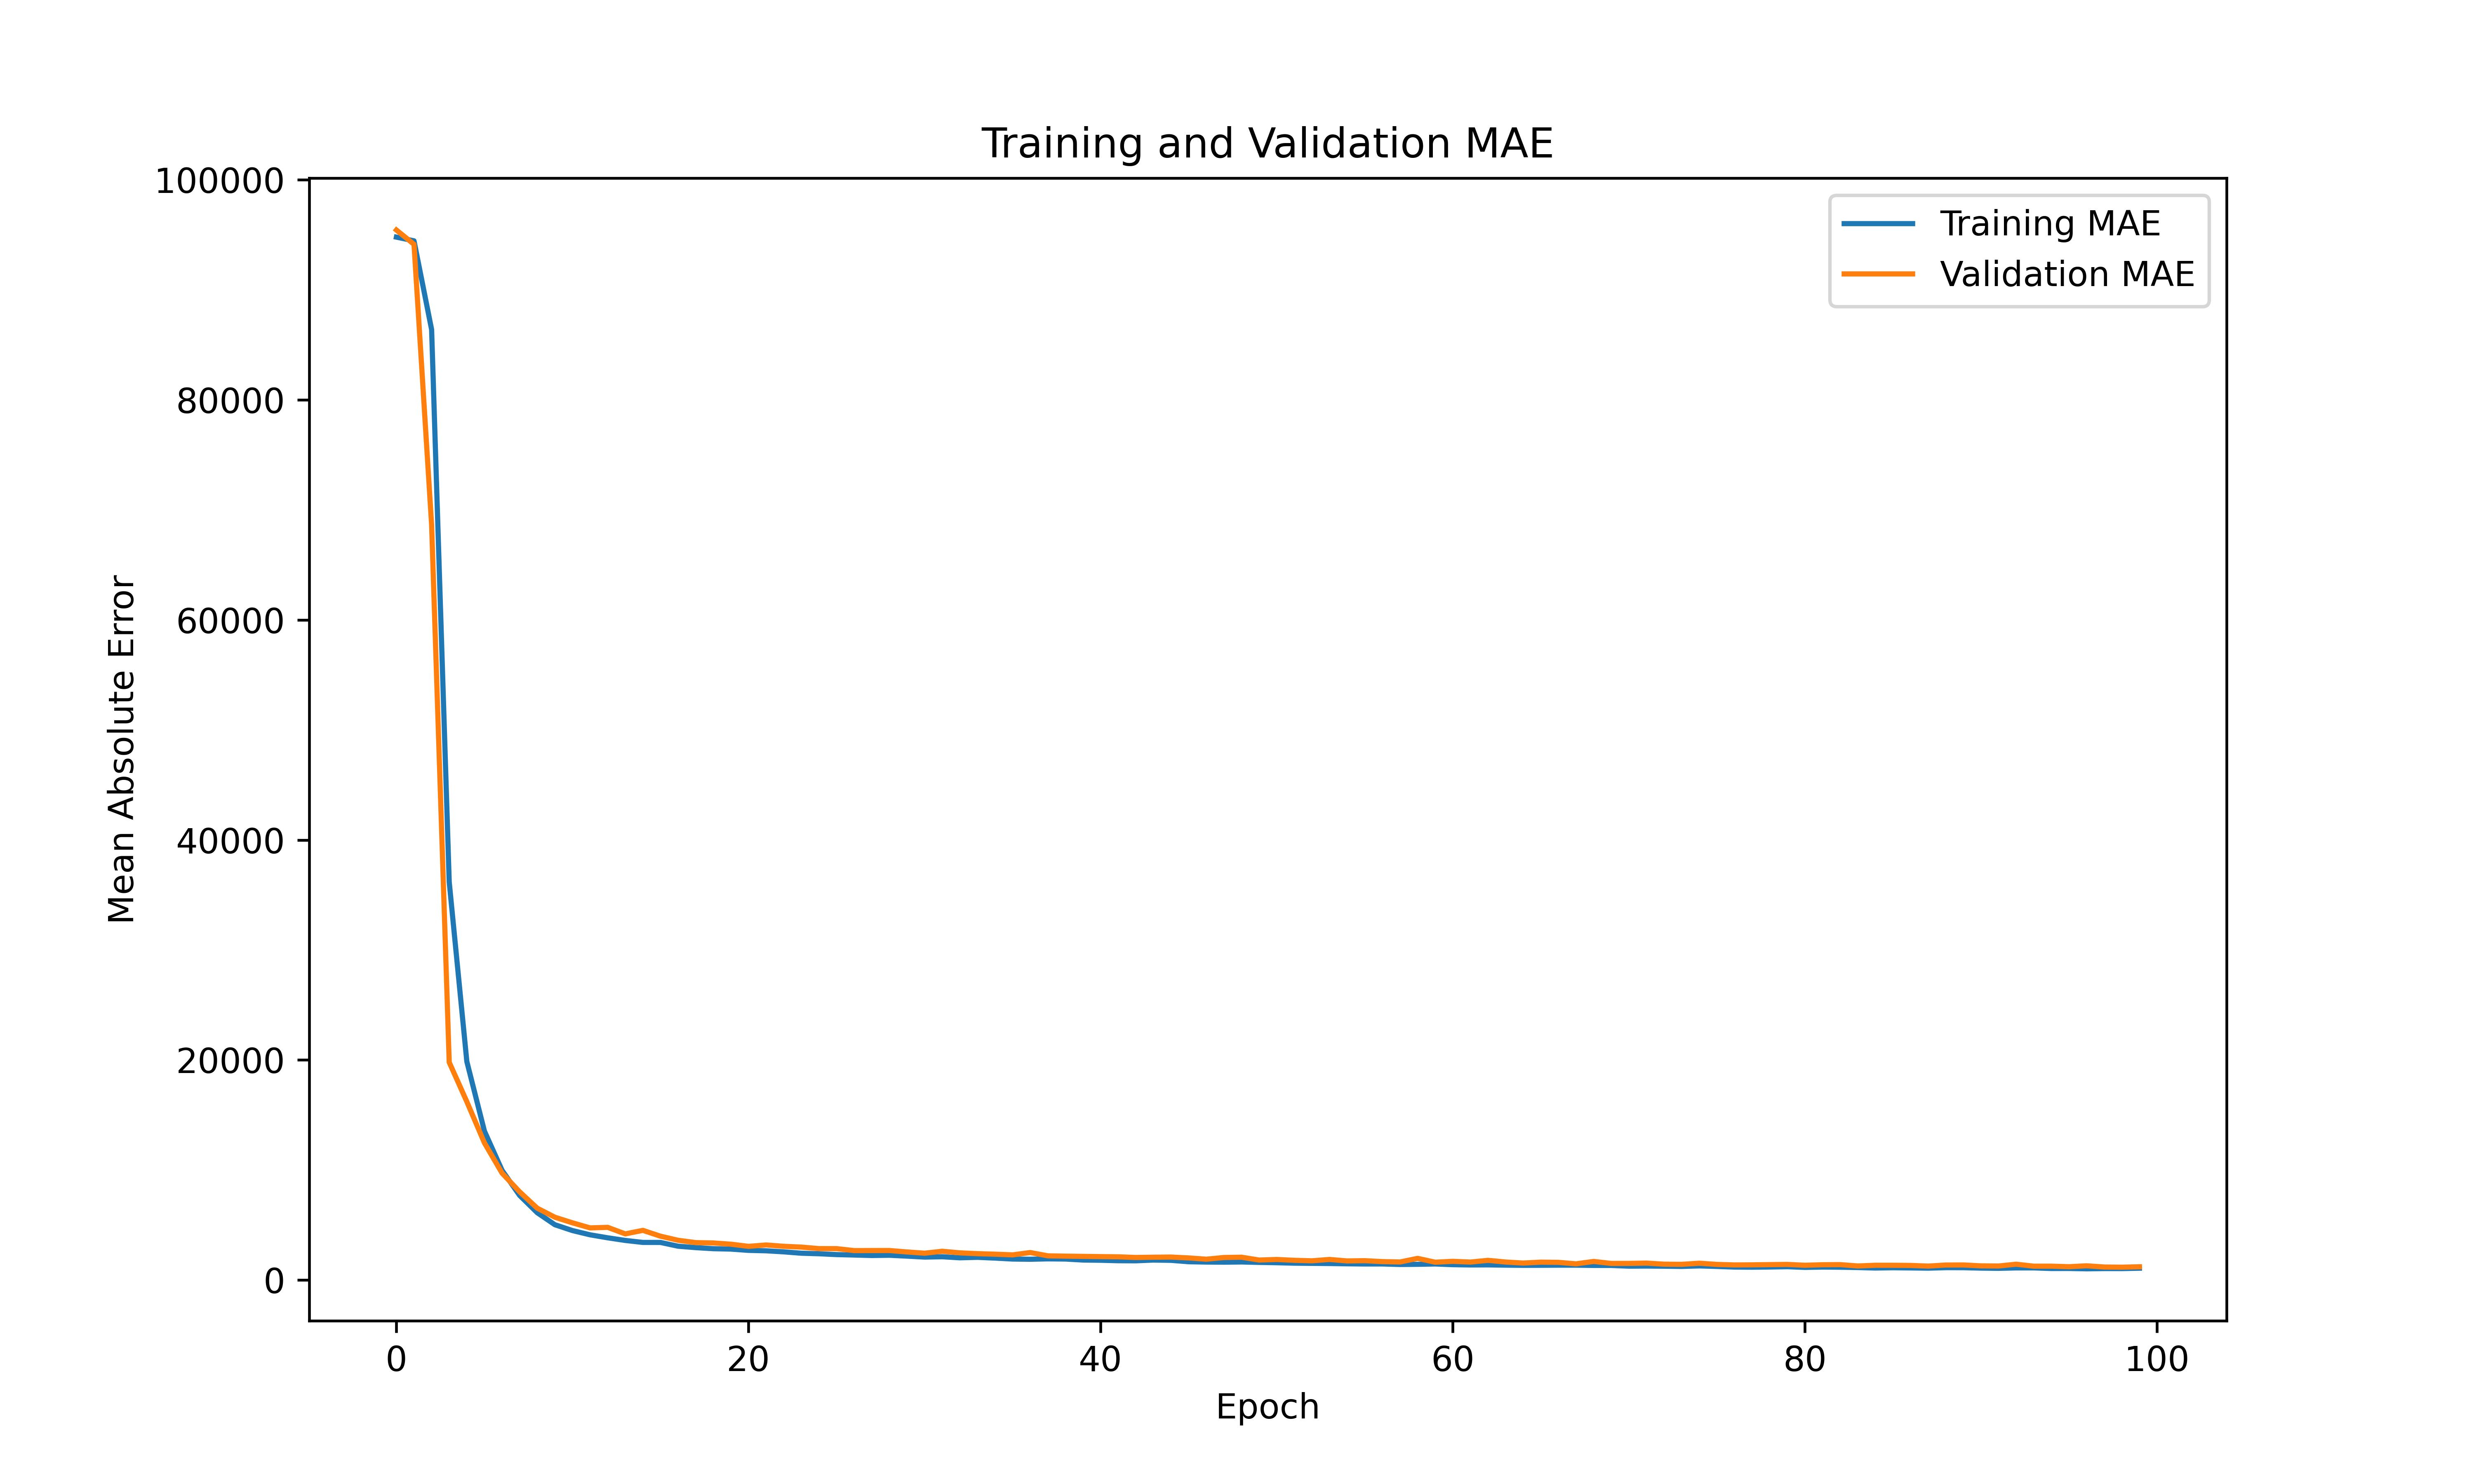 Training and Validation MAE
100000
80000
60000
40000
20000
0
Mean Absolute Error
Training MAE
Validation MAE
0 20 40 60 80 100
Epoch